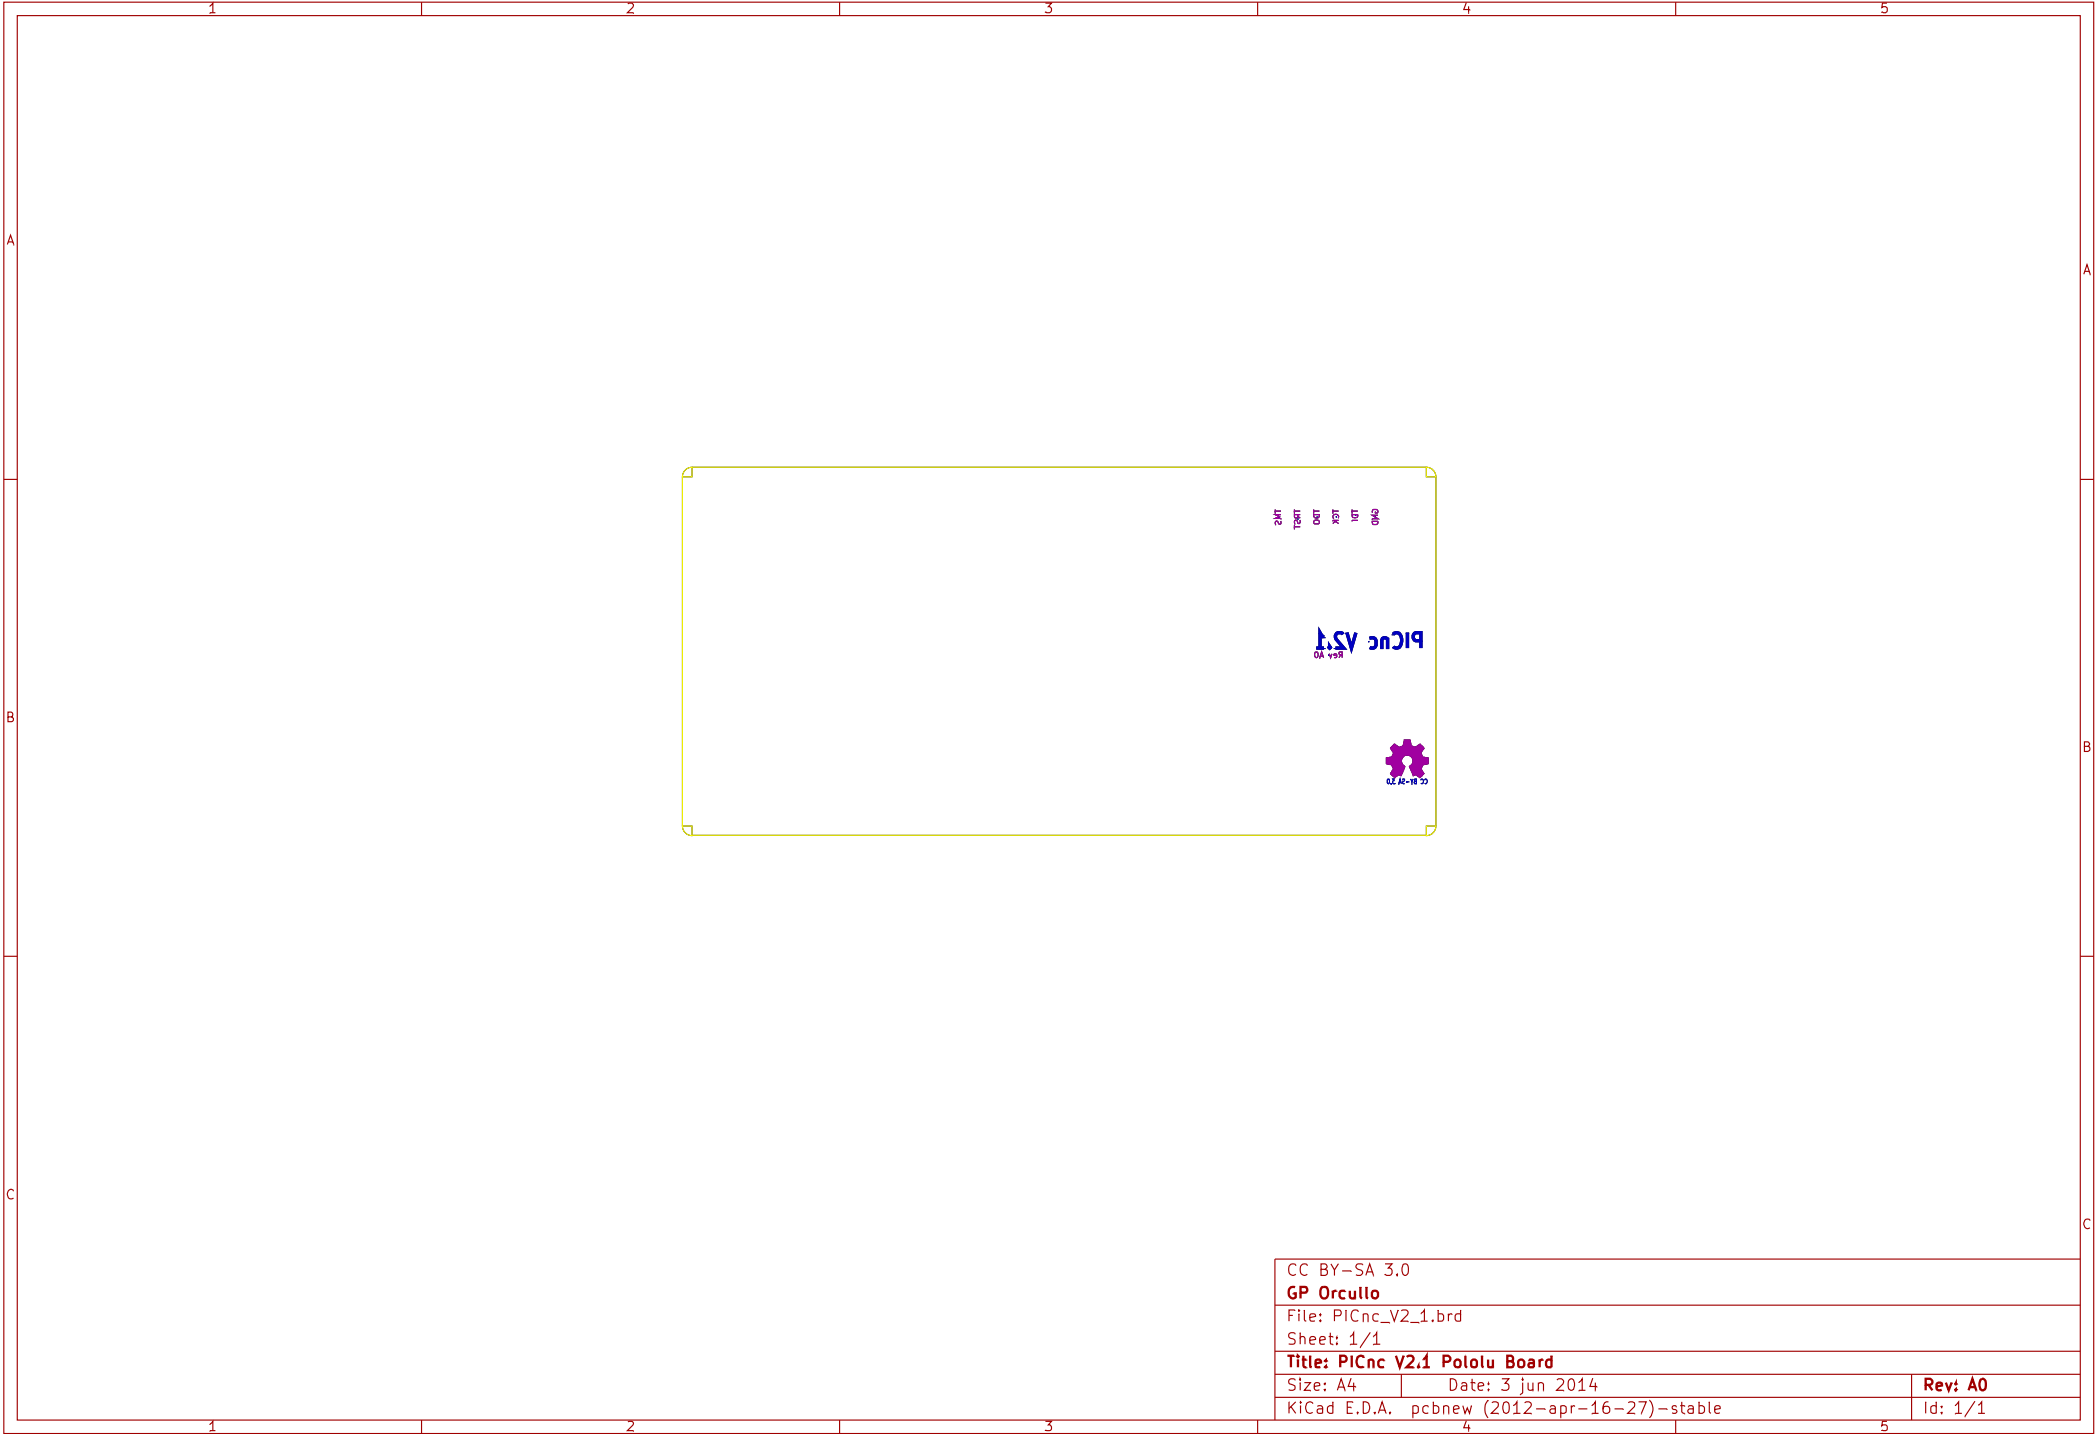 1 2 3 4 5
A A
TMS TRST TDO TCK TDI GND
PICnc V2.1
Rev A0
B B
CC BY-SA 3.0
C C
CC BY-SA 3.0
GP Orcullo
File: PICnc_V2_1.brd
Sheet: 1/1
Title: PICnc V2.1 Pololu Board
Size: A4 Date: 3 jun 2014 Rev: A0
KiCad E.D.A. pcbnew (2012-apr-16-27)-stable Id: 1/1
1 2 3 4 5